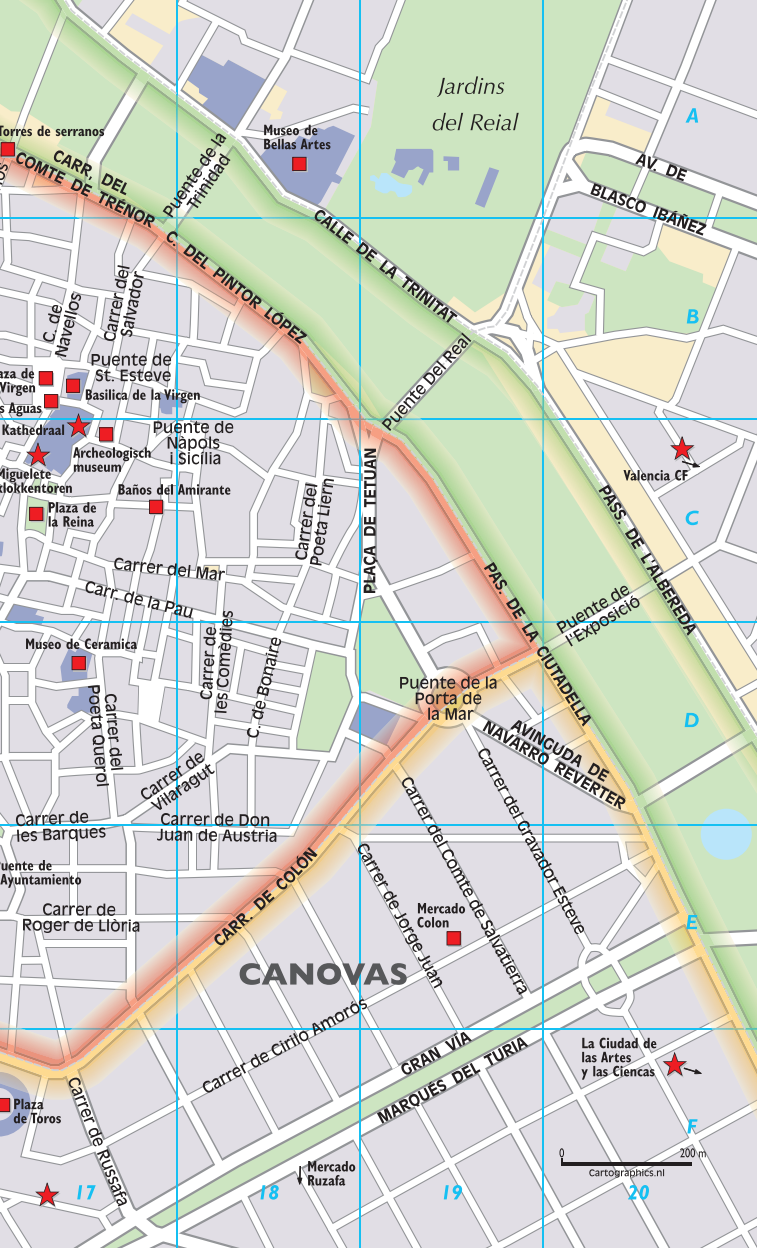 Jardins
del Reial
A
Torres de serranos
Museo de
Bellas Artes
CARR. DEL
COMTE DE TRÉNOR
Puente de la
Trinidad
AV. DE
BLASCO IBÁÑEZ
CALLE DE LA TRINITAT
C. DEL PINTOR LÓPEZ
C. de
Navellos
Carrer del
Salvador
B
Puente Del Real
Puente de
St. Esteve
aza de
Virgen
Basilica de la Virgen
s Aguas
Kathedraal
Puente de
Nàpols
i Sicília
Archeologisch
museum
Miguelete
klokkentoren
Valencia CF
Baños del Amirante
Plaza de
la Reina
Carrer del
Poeta Liern
PLACA DE TETUAN
C
PASS. DE L'ALBEREDA
Carrer del Mar
Carr. de la Pau
PAS. DE LA CIUTADELLA
Puente de
l'Exposició
Museo de Ceramica
Carrer de
les Comèdies
C. de Bonaire
Puente de la
Porta de
la Mar
D
Carrer del
Poeta Querol
AVINGUDA DE
NAVARRO REVERTER
Carrer de
Vilaragut
Carrer de
les Barques
Carrer de Don
Juan de Austria
Carrer del Gravador Esteve
Carrer del Comte de Salvatierra
Carrer de Jorge Juan
uente de
Ayuntamiento
CARR. DE COLÓN
Carrer de
Roger de Llòria
Mercado
Colon
E
CANOVAS
Carrer de Cirilo Amorós
GRAN VÍA
MARQUÉS DEL TURIA
La Ciudad de
las Artes
y las Ciencas
Plaza
de Toros
Carrer de Russafa
F
0 200 m
Cartographics.nl
Mercado
Ruzafa
17 18 19 20